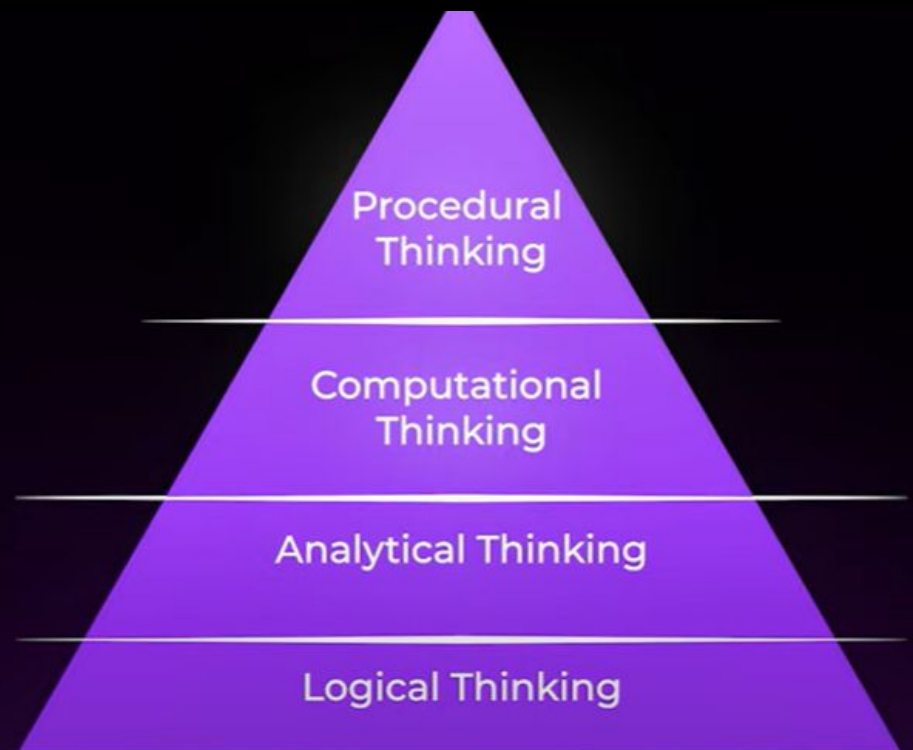 Procedural
Thinking
Computational
Thinking
Analytical Thinking
Logical Thinking